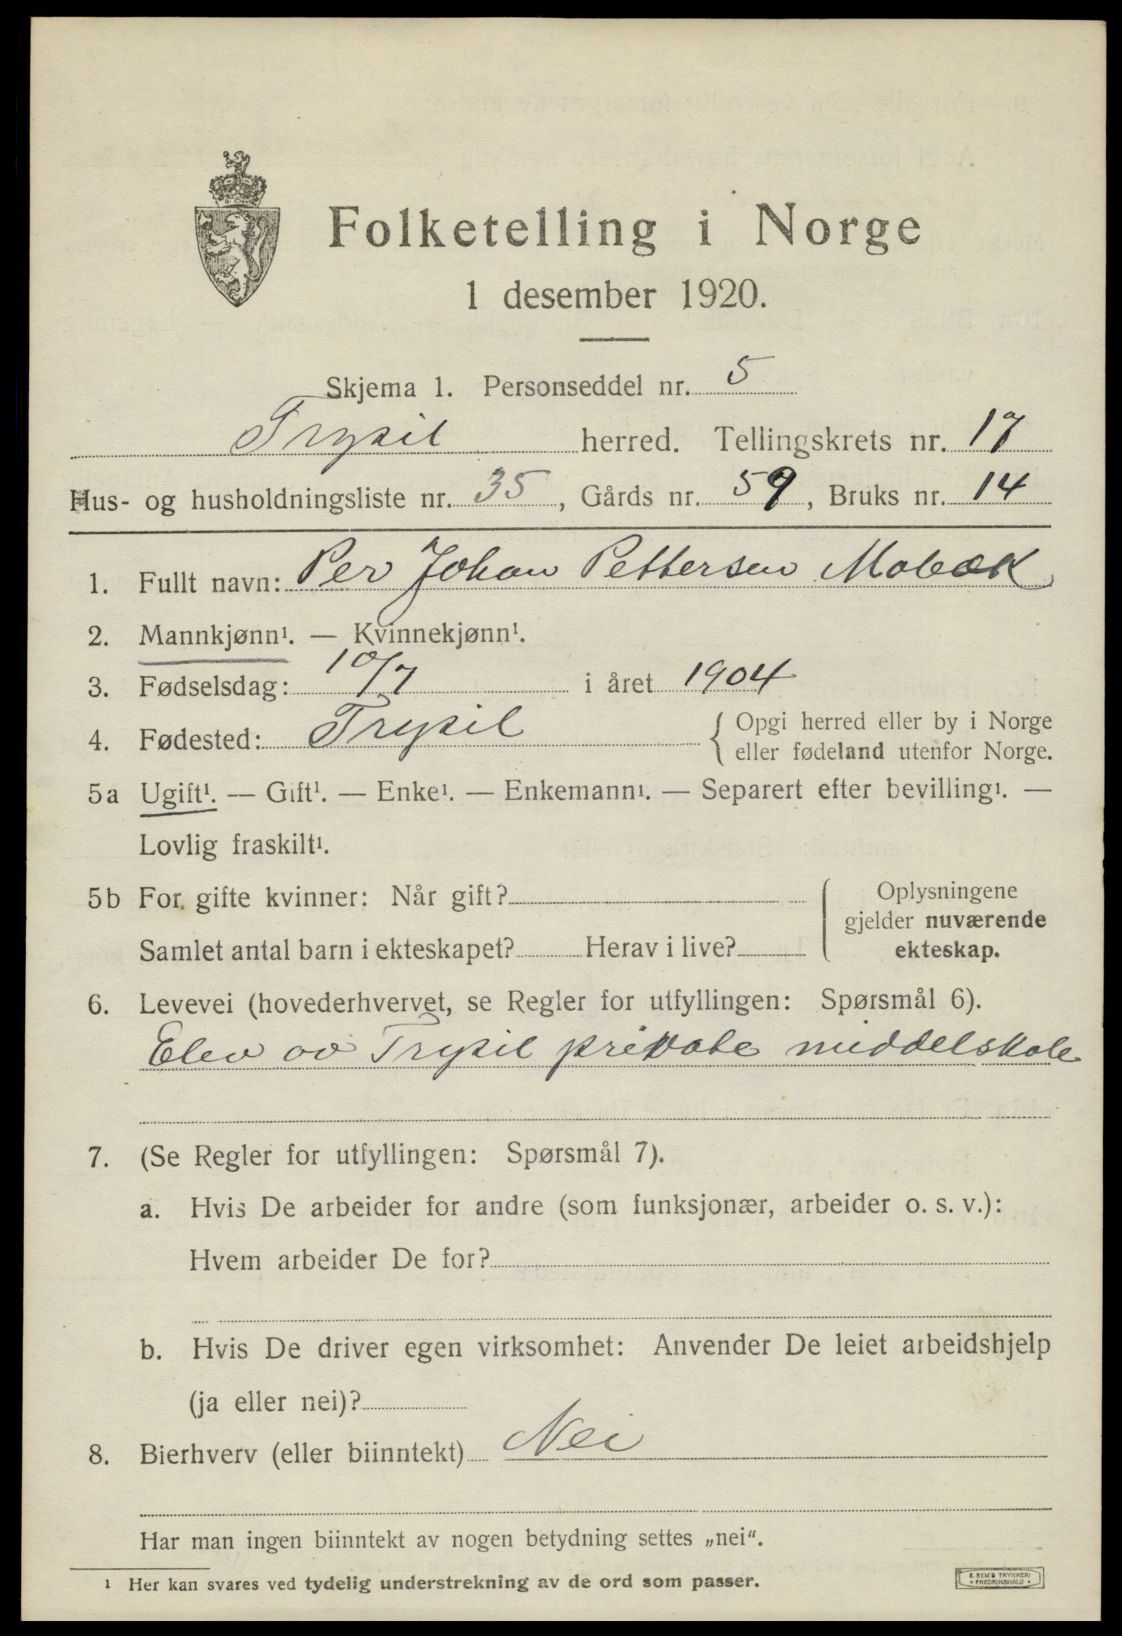 Folketelling i Norge
1 desember 1920.
Skjema 1. Personseddel nr. 5
Trysil herred. Tellingskrets nr. 17
Hus- og husholdningsliste nr. 35, Gårds nr. 59, Bruks nr. 14
1. Fullt navn: Per Johan Pettersen Mobæk
2. Mannkjønn¹. — Kvinnekjønn¹.
3. Fødselsdag: 10/7 i året 1904
4. Fødested: Trysil { Opgi herred eller by i Norge
eller fødeland utenfor Norge.
5a Ugift¹. — Gift¹. — Enke¹. — Enkemann¹. — Separert efter bevilling¹. —
Lovlig fraskilt¹.
5b For gifte kvinner: Når gift?
Samlet antal barn i ekteskapet? Herav i live?
{ Oplysningene
gjelder nuværende
ekteskap.
6. Levevei (hovederhvervet, se Regler for utfyllingen: Spørsmål 6).
Elev av Trysil private middelskole
7. (Se Regler for utfyllingen: Spørsmål 7).
a. Hvis De arbeider for andre (som funksjonær, arbeider o. s. v.):
Hvem arbeider De for?
b. Hvis De driver egen virksomhet: Anvender De leiet arbeidshjelp
(ja eller nei)?
8. Bierhverv (eller biinntekt) Nei
Har man ingen biinntekt av nogen betydning settes „nei“.
¹ Her kan svares ved tydelig understrekning av de ord som passer.
E. SEM'S TRYKKERI
• FREDRIKSHALD •